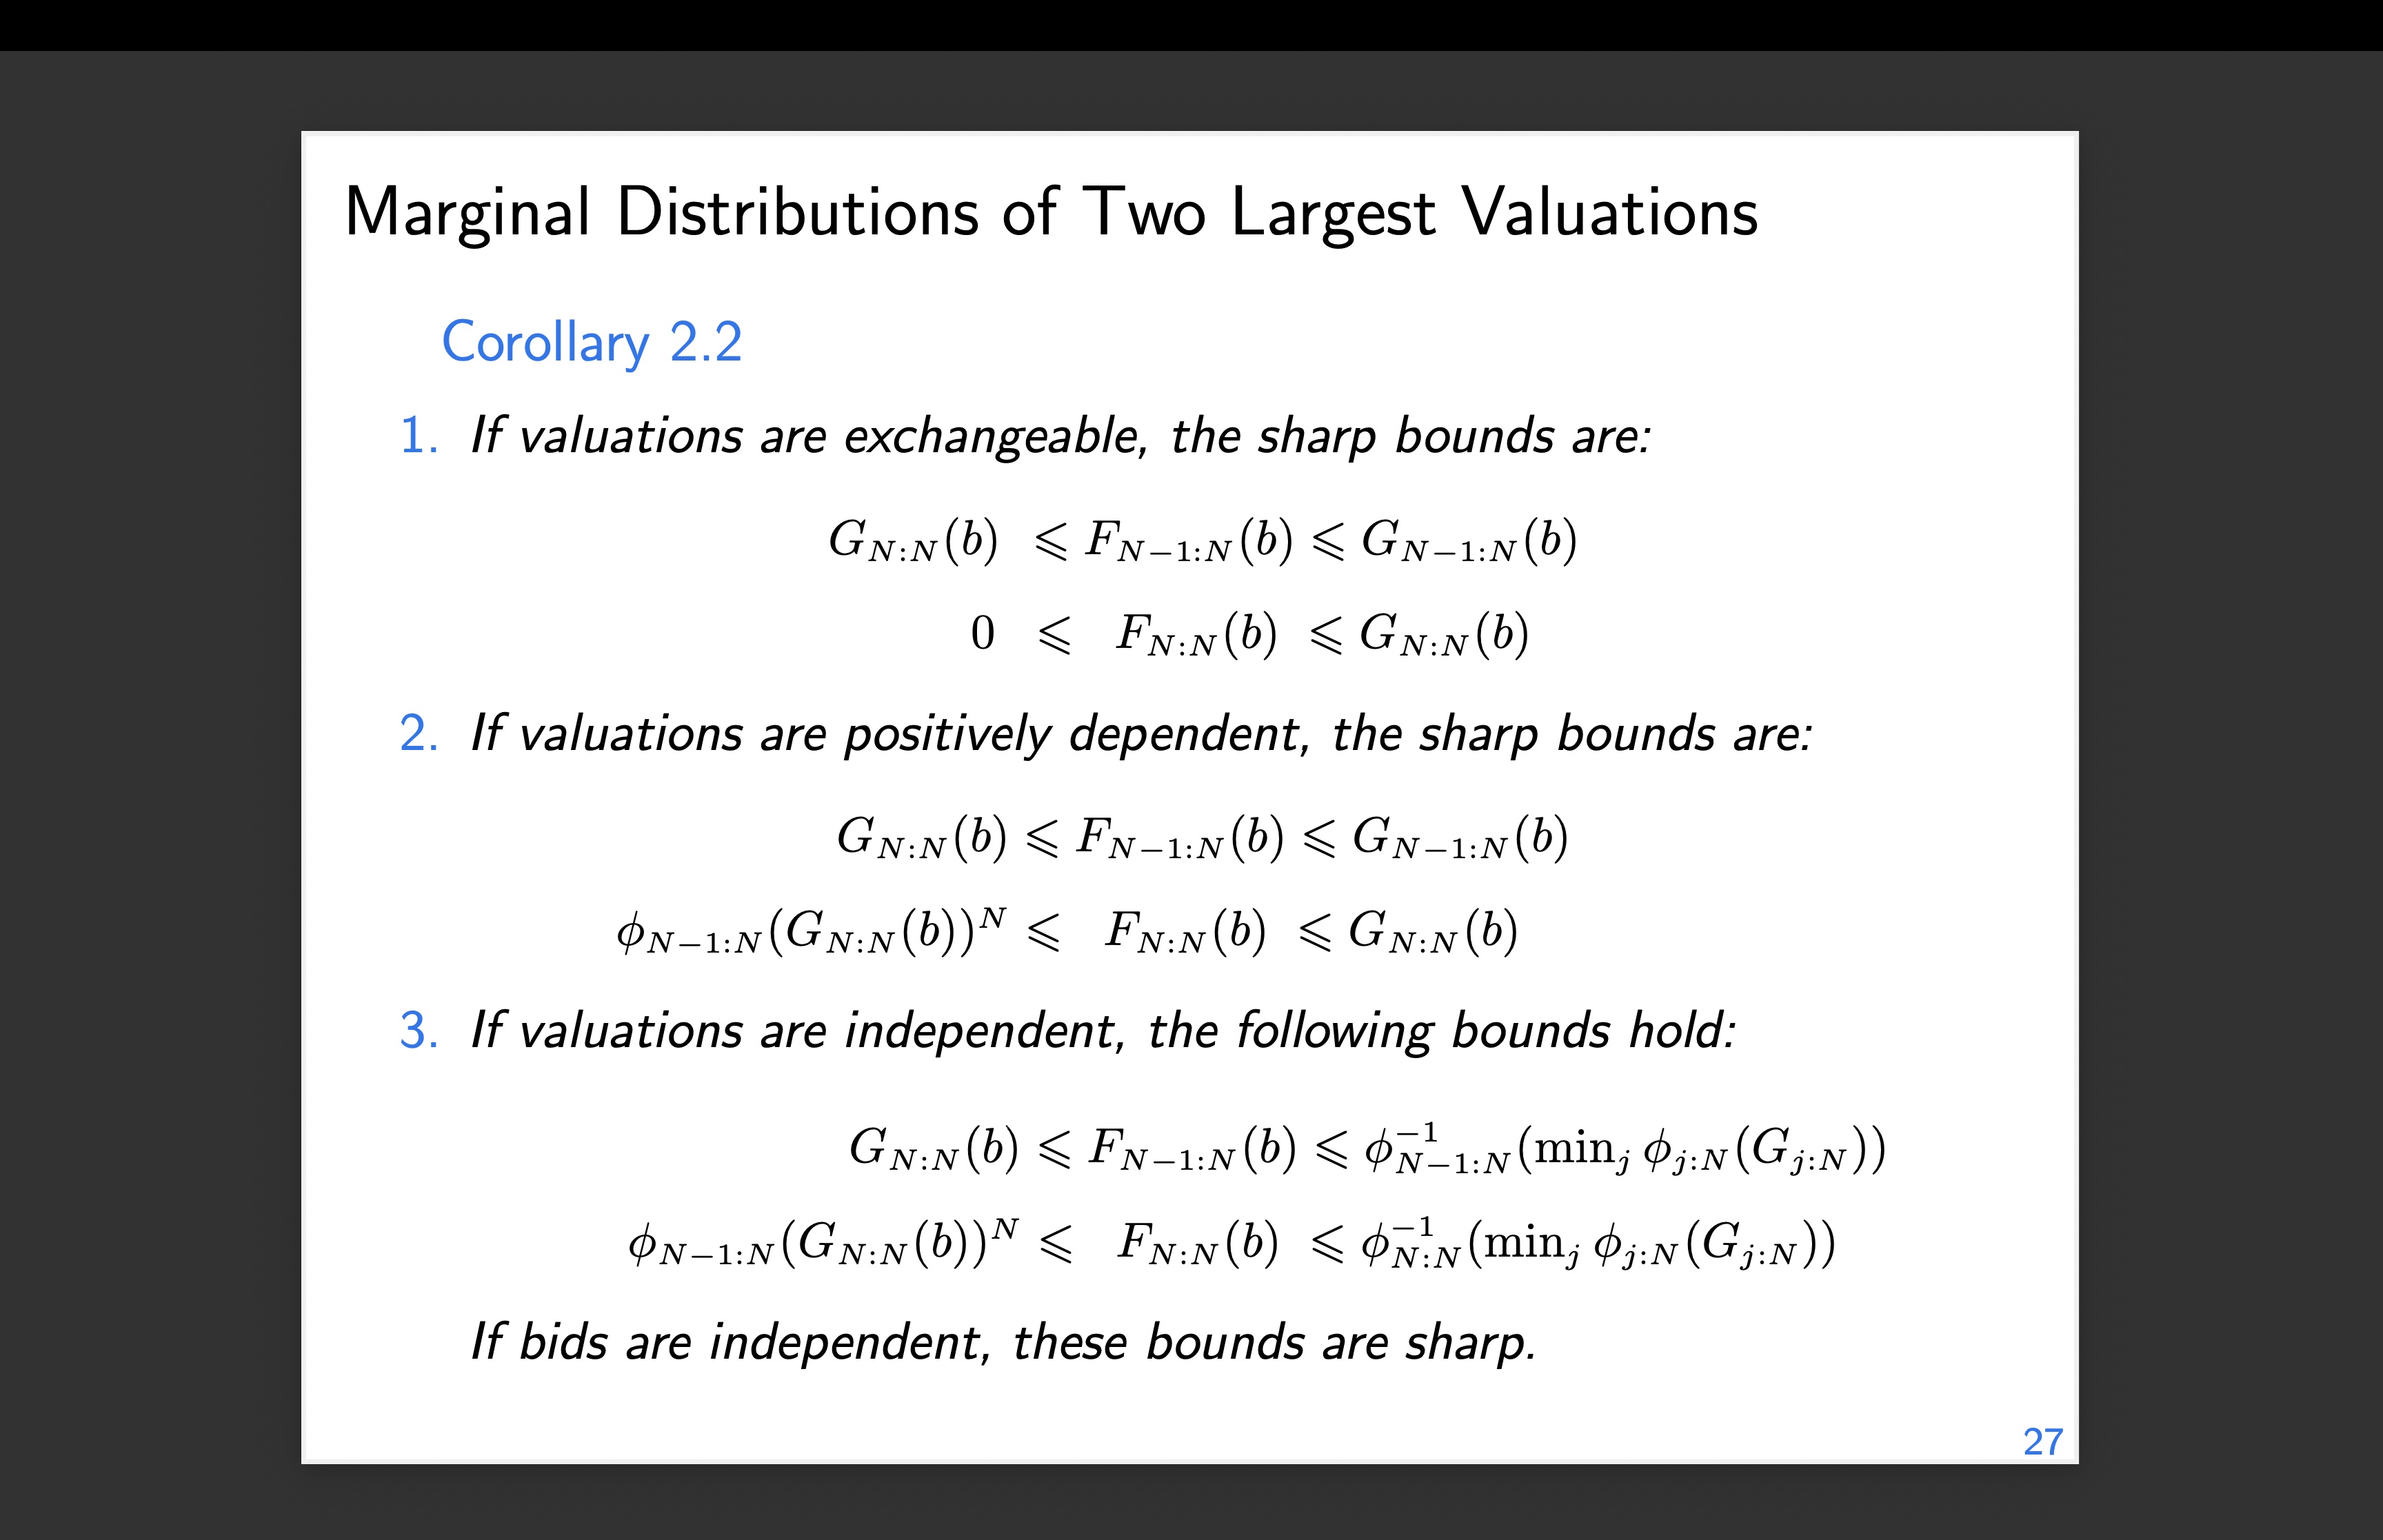 Marginal Distributions of Two Largest Valuations
Corollary 2.2
1. If valuations are exchangeable, the sharp bounds are:
$G_{N:N}(b) \leqslant F_{N-1:N}(b) \leqslant G_{N-1:N}(b)$
$0 \leqslant F_{N:N}(b) \leqslant G_{N:N}(b)$
2. If valuations are positively dependent, the sharp bounds are:
$G_{N:N}(b) \leqslant F_{N-1:N}(b) \leqslant G_{N-1:N}(b)$
$\phi_{N-1:N}(G_{N:N}(b))^N \leqslant F_{N:N}(b) \leqslant G_{N:N}(b)$
3. If valuations are independent, the following bounds hold:
$G_{N:N}(b) \leqslant F_{N-1:N}(b) \leqslant \phi_{N-1:N}^{-1}(\min_j \phi_{j:N}(G_{j:N}))$
$\phi_{N-1:N}(G_{N:N}(b))^N \leqslant F_{N:N}(b) \leqslant \phi_{N:N}^{-1}(\min_j \phi_{j:N}(G_{j:N}))$
If bids are independent, these bounds are sharp.
27